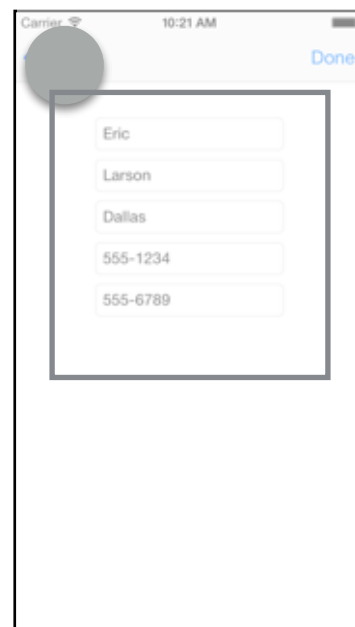 Carrier 10:21 AM
Done
Eric
Larson
Dallas
555-1234
555-6789